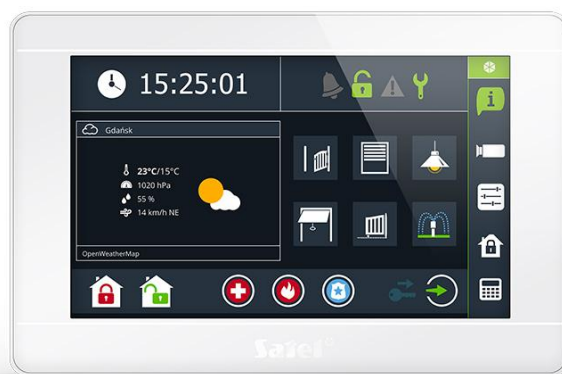 15:25:01
Gdańsk
23°C/15°C
1020 hPa
55 %
14 km/h NE
OpenWeatherMap
i
Satel®